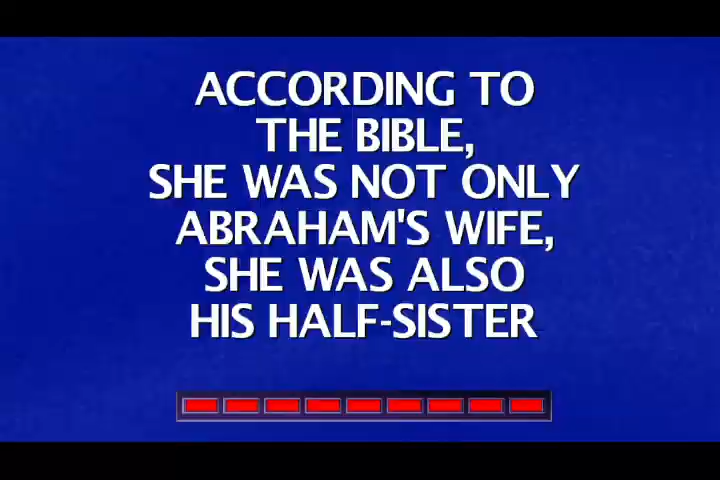 ACCORDING TO
THE BIBLE,
SHE WAS NOT ONLY
ABRAHAM'S WIFE,
SHE WAS ALSO
HIS HALF-SISTER